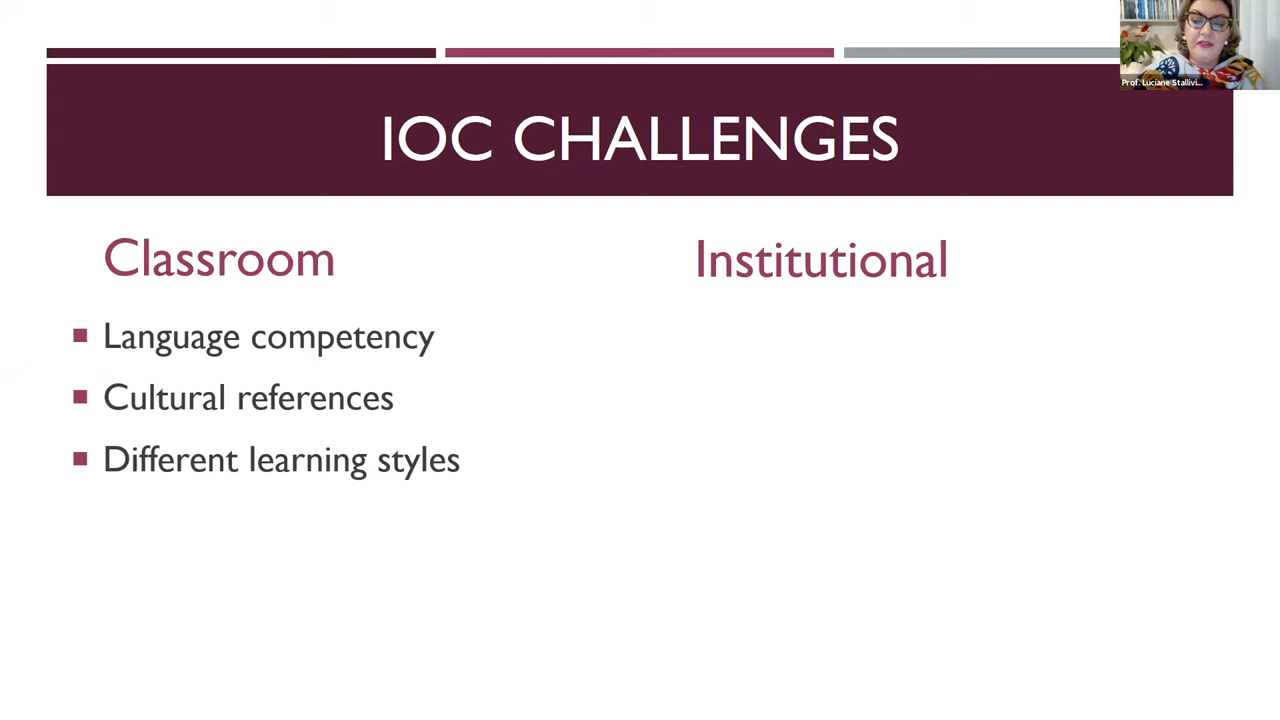 IOC CHALLENGES
Classroom
Language competency
Cultural references
Different learning styles
Institutional
Prof. Luciane Stallivi...